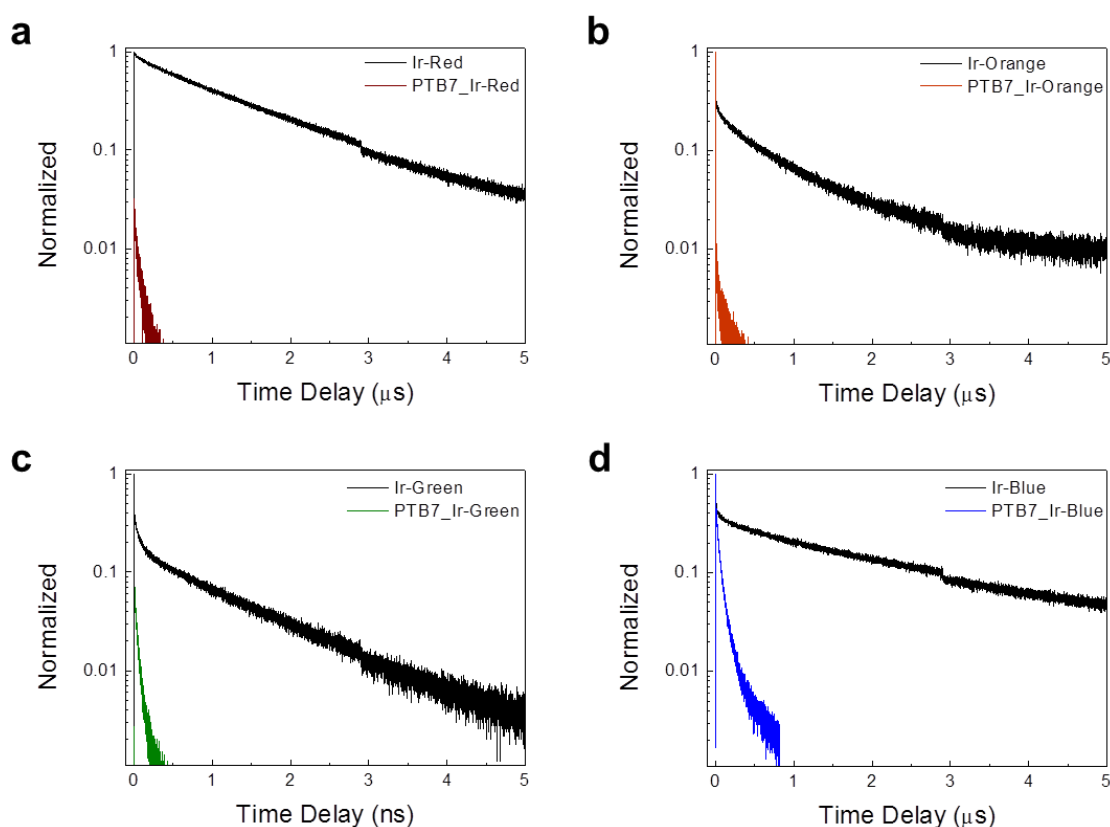 a
Ir-Red
PTB7_Ir-Red
Normalized
1
0.1
0.01
0 1 2 3 4 5
Time Delay (μs)
b
Ir-Orange
PTB7_Ir-Orange
Normalized
1
0.1
0.01
0 1 2 3 4 5
Time Delay (μs)
c
Ir-Green
PTB7_Ir-Green
Normalized
1
0.1
0.01
0 1 2 3 4 5
Time Delay (ns)
d
Ir-Blue
PTB7_Ir-Blue
Normalized
1
0.1
0.01
0 1 2 3 4 5
Time Delay (μs)